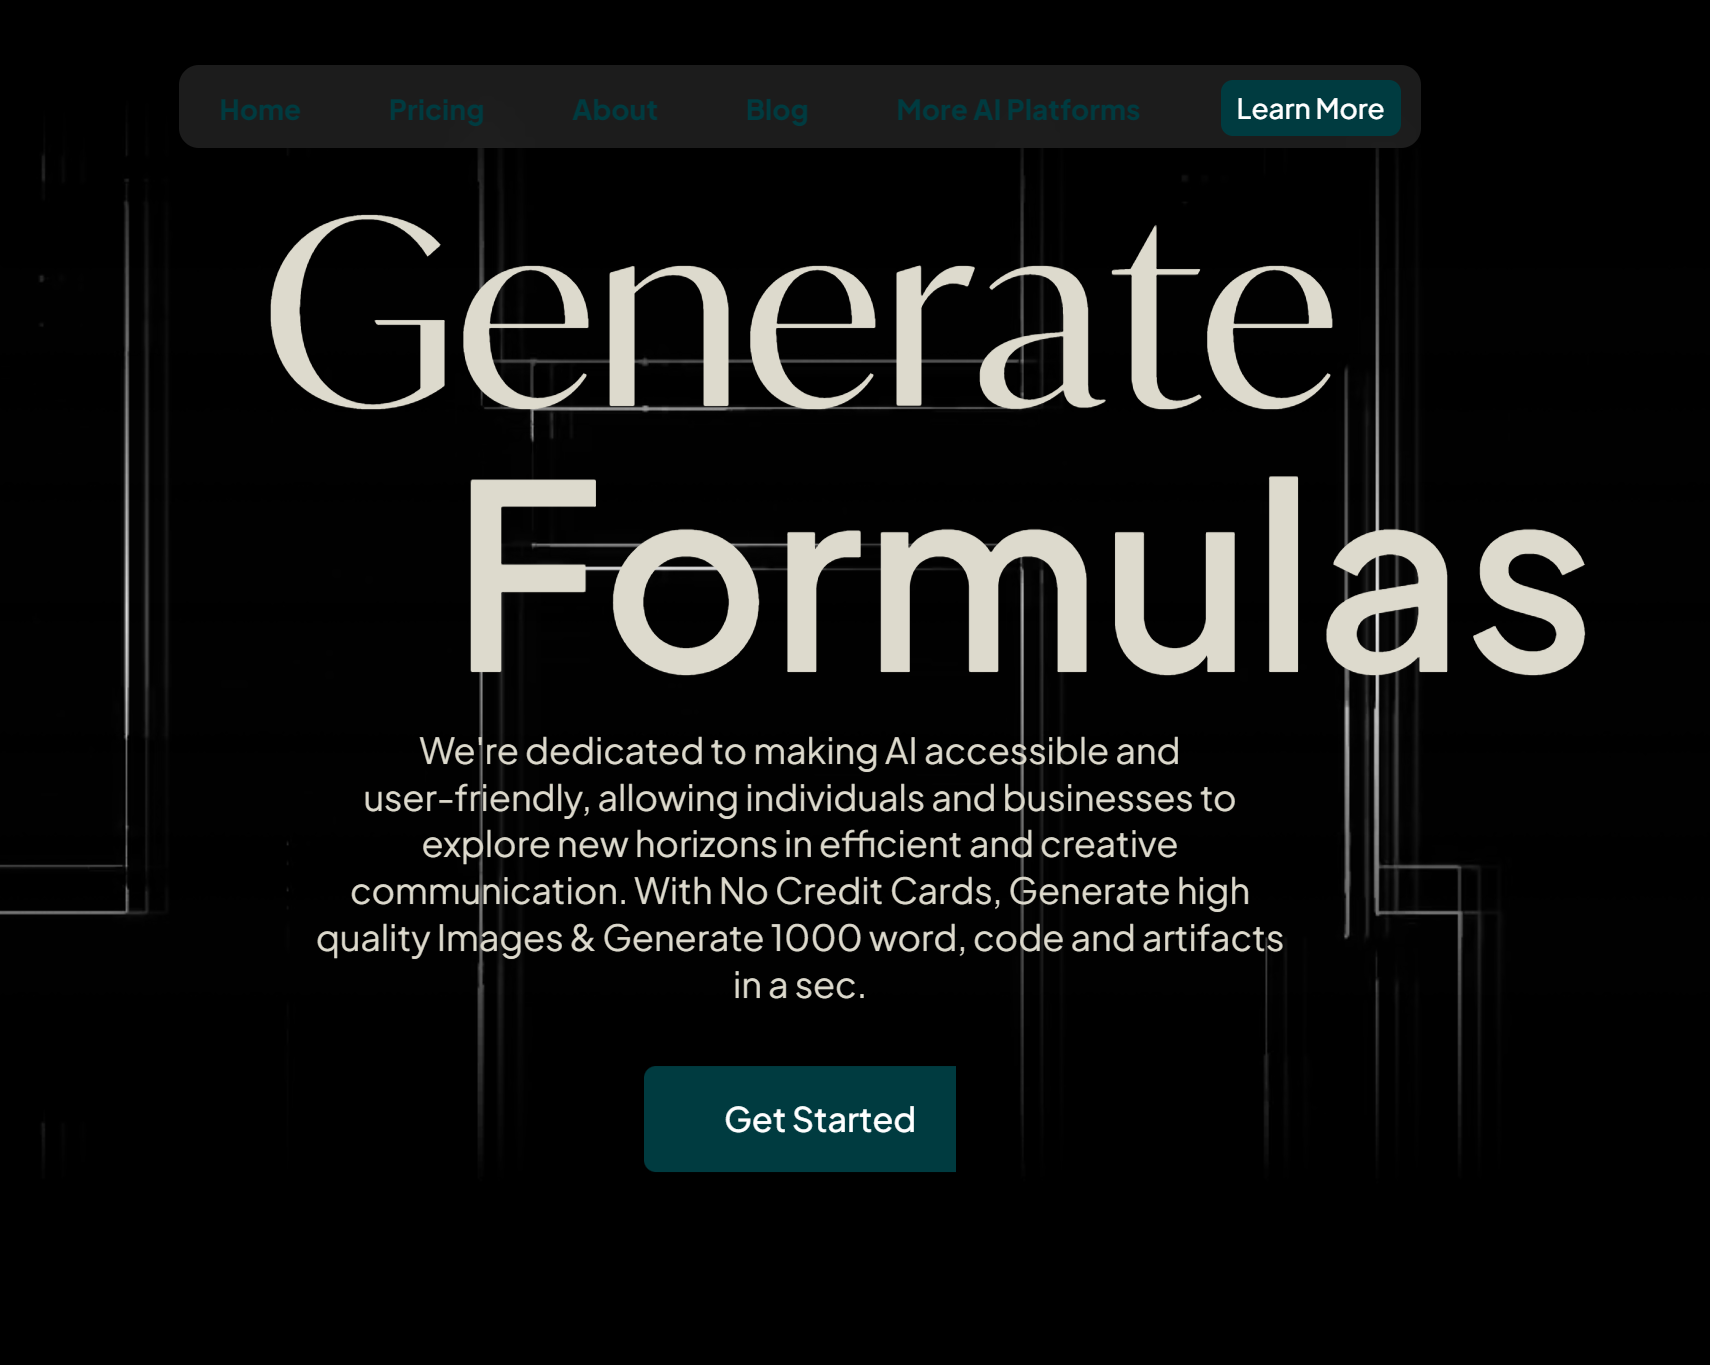 Home Pricing About Blog More AI Platforms Learn More
Generate
Formulas
We're dedicated to making AI accessible and
user-friendly, allowing individuals and businesses to
explore new horizons in efficient and creative
communication. With No Credit Cards, Generate high
quality Images & Generate 1000 word, code and artifacts
in a sec.
Get Started